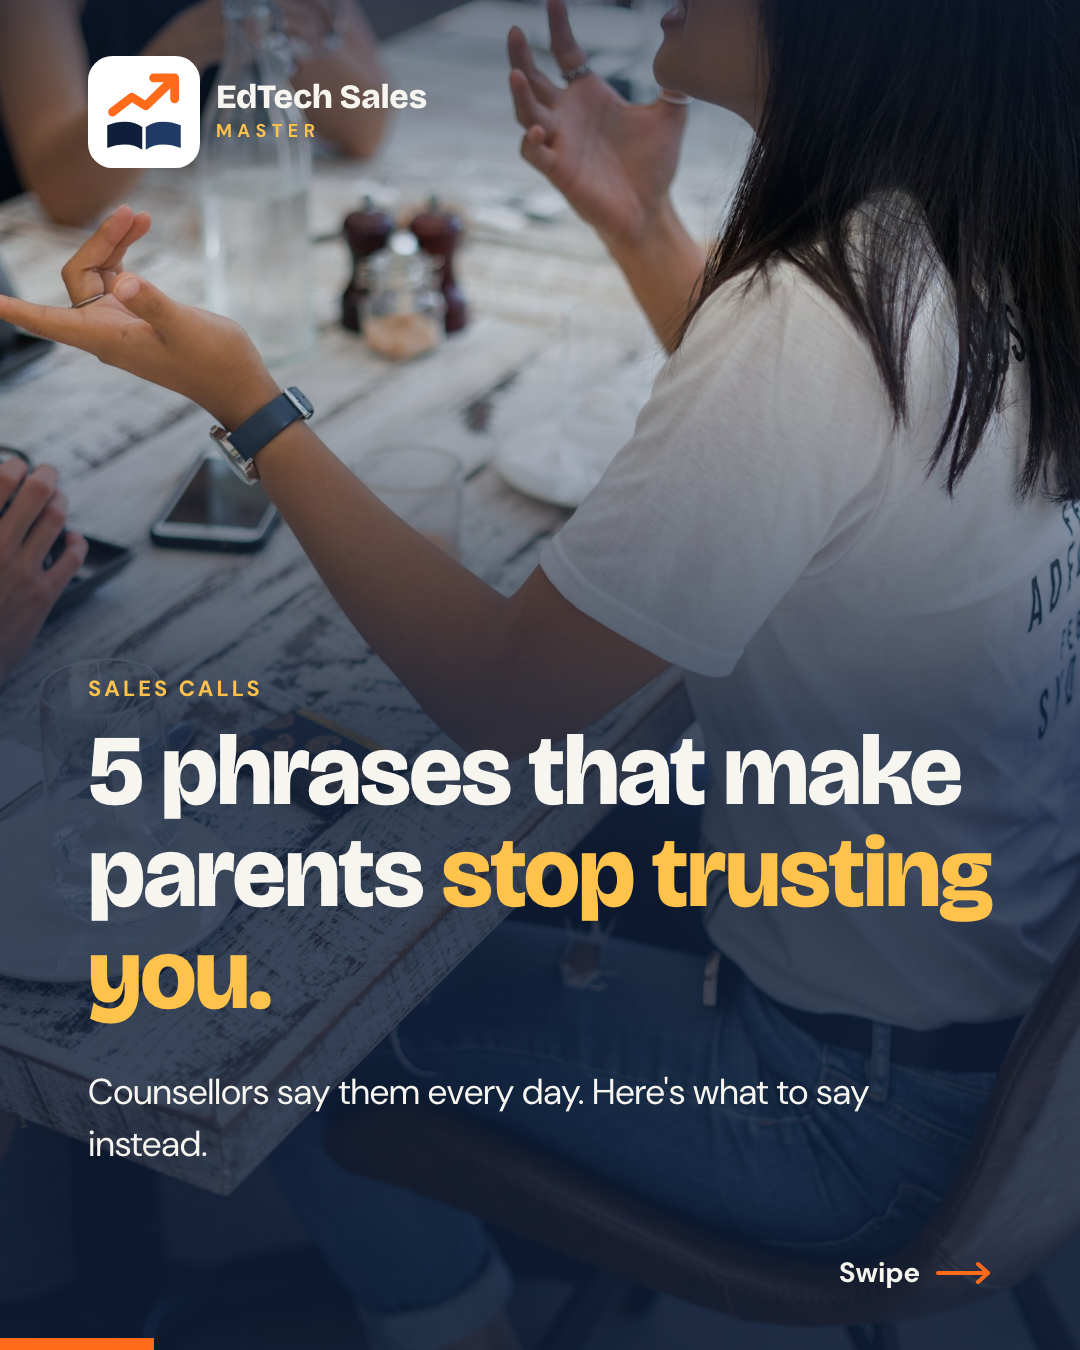 EdTech Sales
MASTER
SALES CALLS
5 phrases that make
parents stop trusting
you.
Counsellors say them every day. Here's what to say
instead.
Swipe